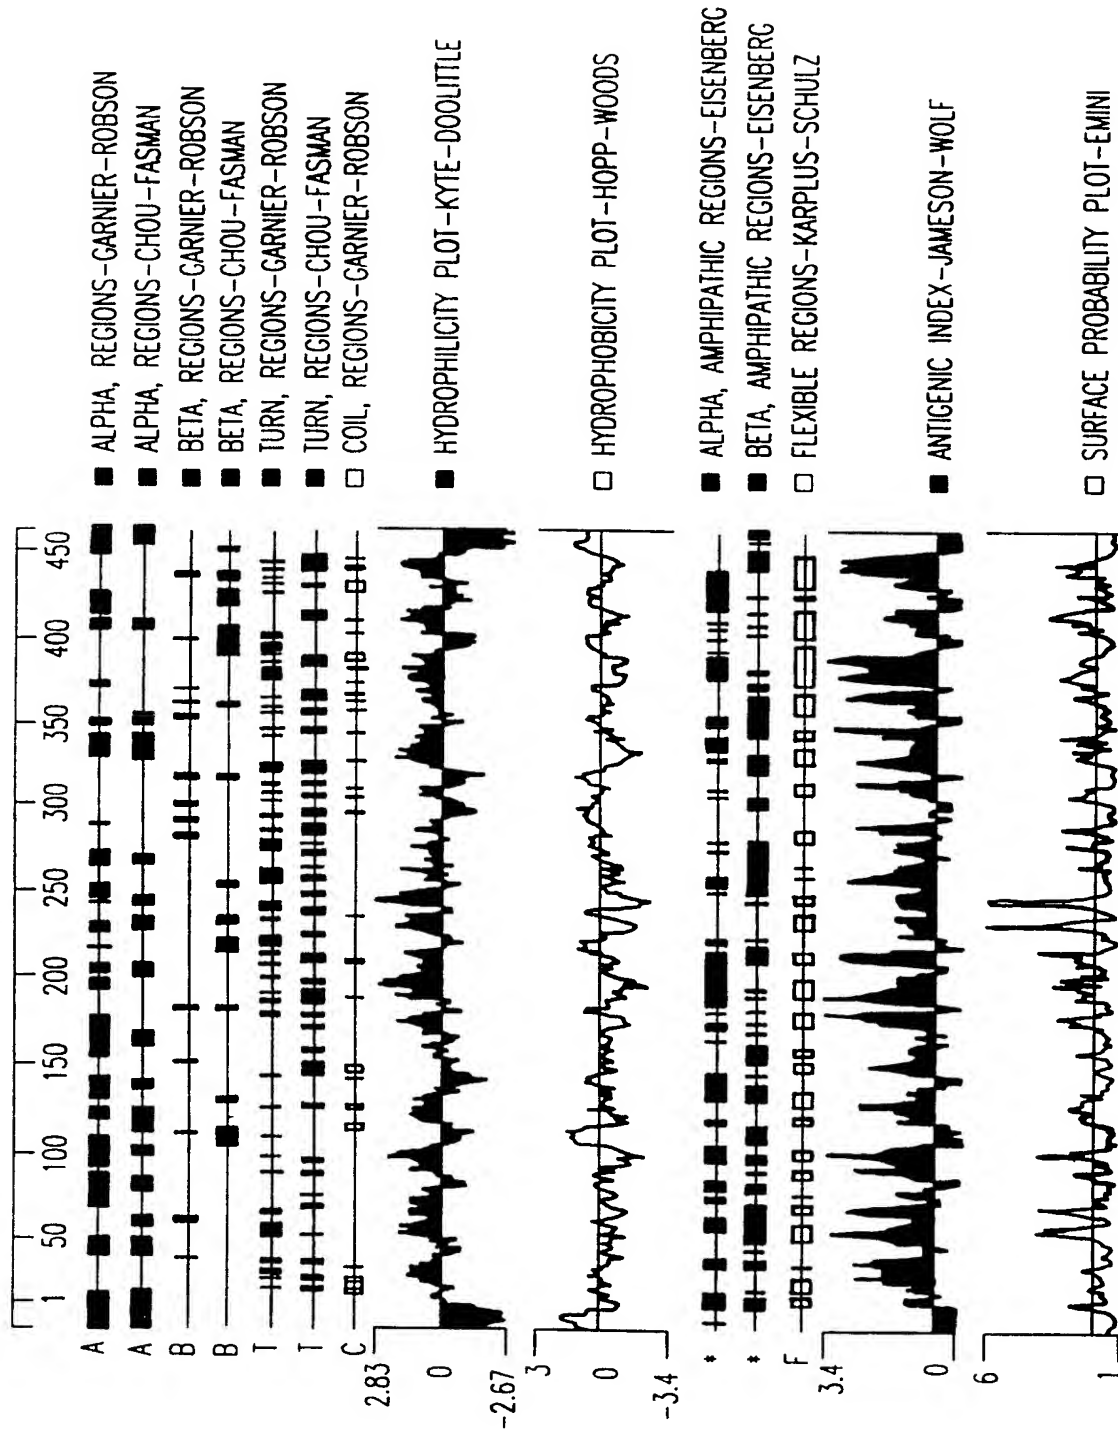 1 50 100 150 200 250 300 350 400 450
A ALPHA, REGIONS-GARNIER-ROBSON
A ALPHA, REGIONS-CHOU-FASMAN
B BETA, REGIONS-GARNIER-ROBSON
B BETA, REGIONS-CHOU-FASMAN
T TURN, REGIONS-GARNIER-ROBSON
T TURN, REGIONS-CHOU-FASMAN
C COIL, REGIONS-GARNIER-ROBSON
2.83
0 HYDROPHILICITY PLOT-KYTE-DOOLITTLE
-2.67
3
0 HYDROPHOBICITY PLOT-HOPP-WOODS
-3.4
* ALPHA, AMPHIPATHIC REGIONS-EISENBERG
* BETA, AMPHIPATHIC REGIONS-EISENBERG
F FLEXIBLE REGIONS-KARPLUS-SCHULZ
3.4
0 ANTIGENIC INDEX-JAMESON-WOLF
6
SURFACE PROBABILITY PLOT-EMINI
1